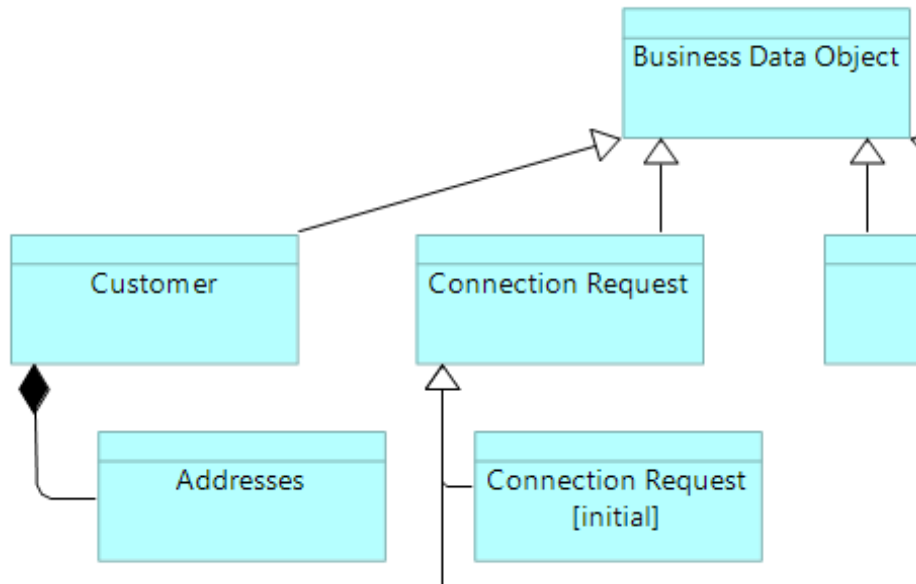 Business Data Object
Customer
Connection Request
Addresses
Connection Request
[initial]